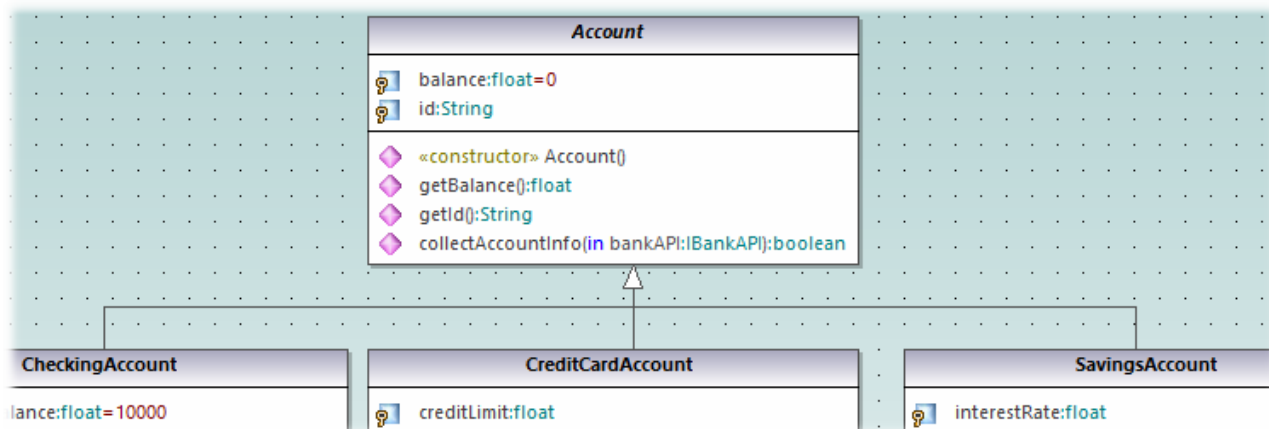 Account
balance:float=0
id:String
«constructor» Account()
getBalance():float
getId():String
collectAccountInfo(in bankAPI:IBankAPI):boolean
CheckingAccount
CreditCardAccount
SavingsAccount
lance:float=10000
creditLimit:float
interestRate:float